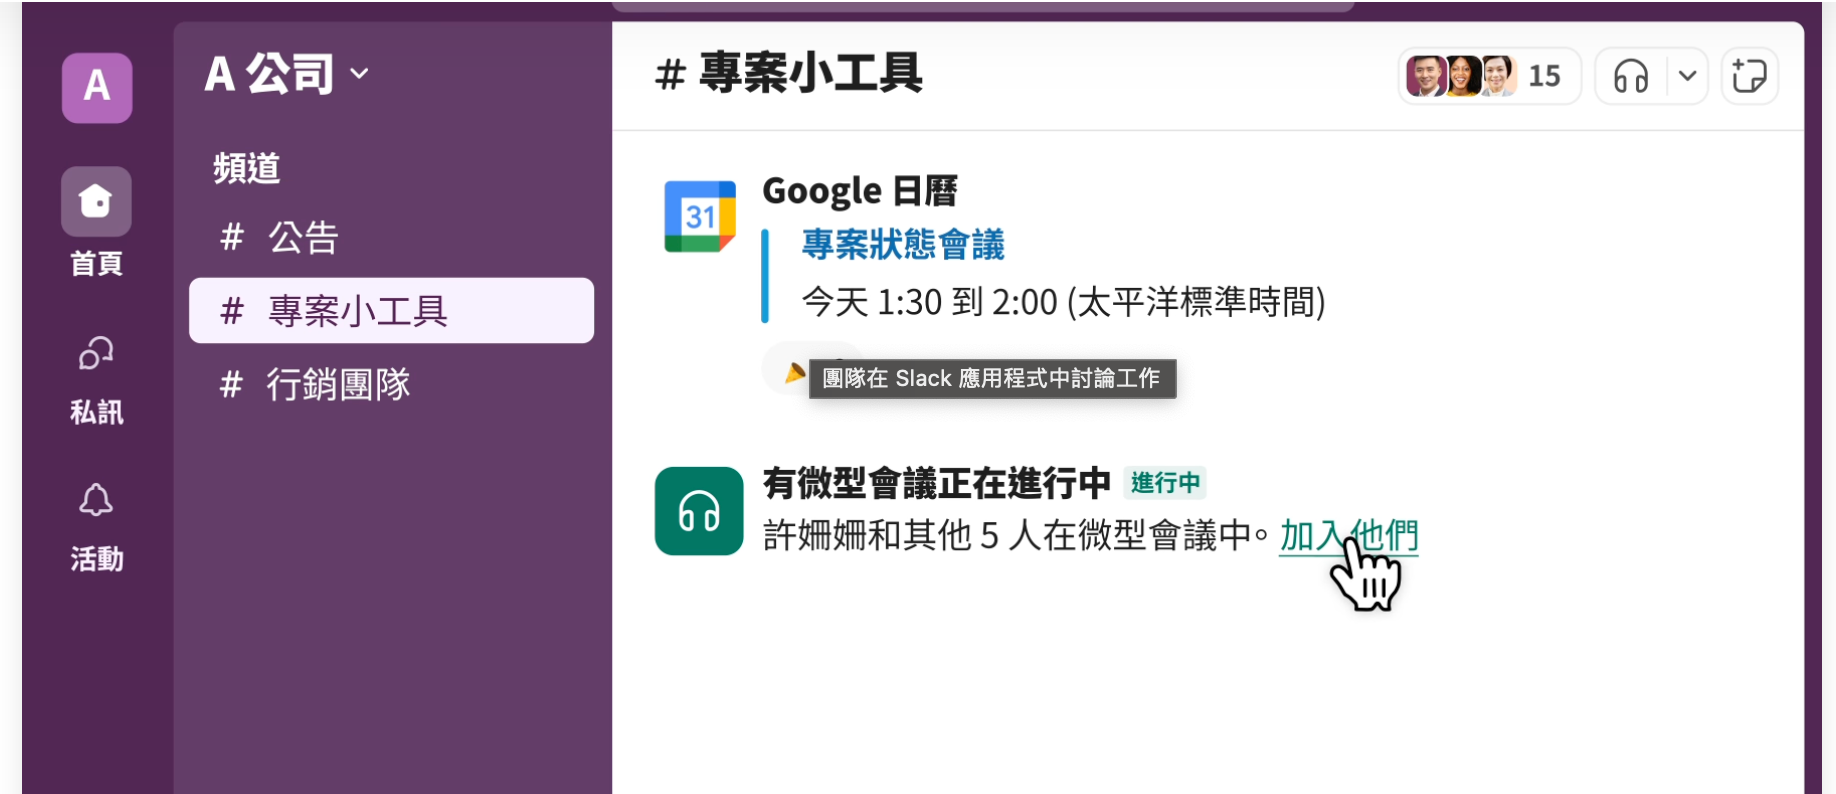 A
首頁
私訊
活動
A 公司
頻道
# 公告
# 專案小工具
# 行銷團隊
# 專案小工具
15
31
Google 日曆
專案狀態會議
今天 1:30 到 2:00 (太平洋標準時間)
團隊在 Slack 應用程式中討論工作
有微型會議正在進行中 進行中
許姍姍和其他 5 人在微型會議中。加入他們